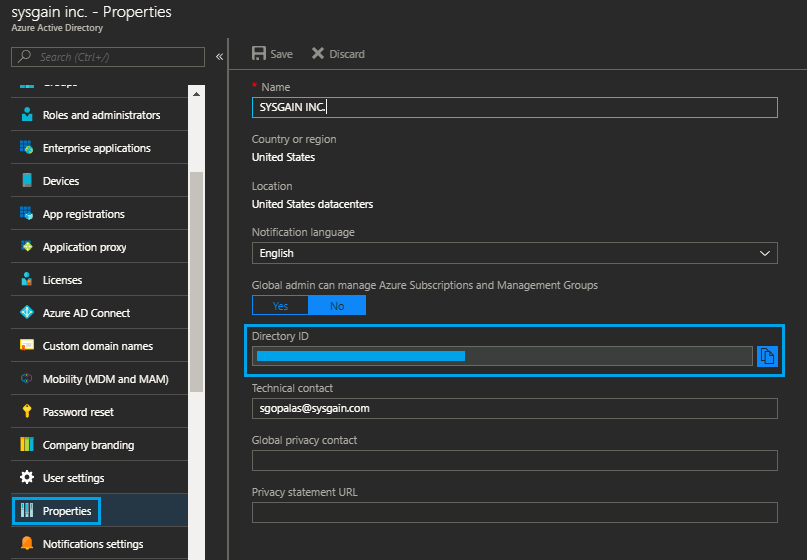 sysgain inc. - Properties
Azure Active Directory
Search (Ctrl+/)
«
Save
Discard
Groups
Roles and administrators
Enterprise applications
Devices
App registrations
Application proxy
Licenses
Azure AD Connect
Custom domain names
Mobility (MDM and MAM)
Password reset
Company branding
User settings
Properties
Notifications settings
* Name
SYSGAIN INC.
Country or region
United States
Location
United States datacenters
Notification language
English
Global admin can manage Azure Subscriptions and Management Groups
Yes No
Directory ID
Technical contact
sgopalas@sysgain.com
Global privacy contact
Privacy statement URL